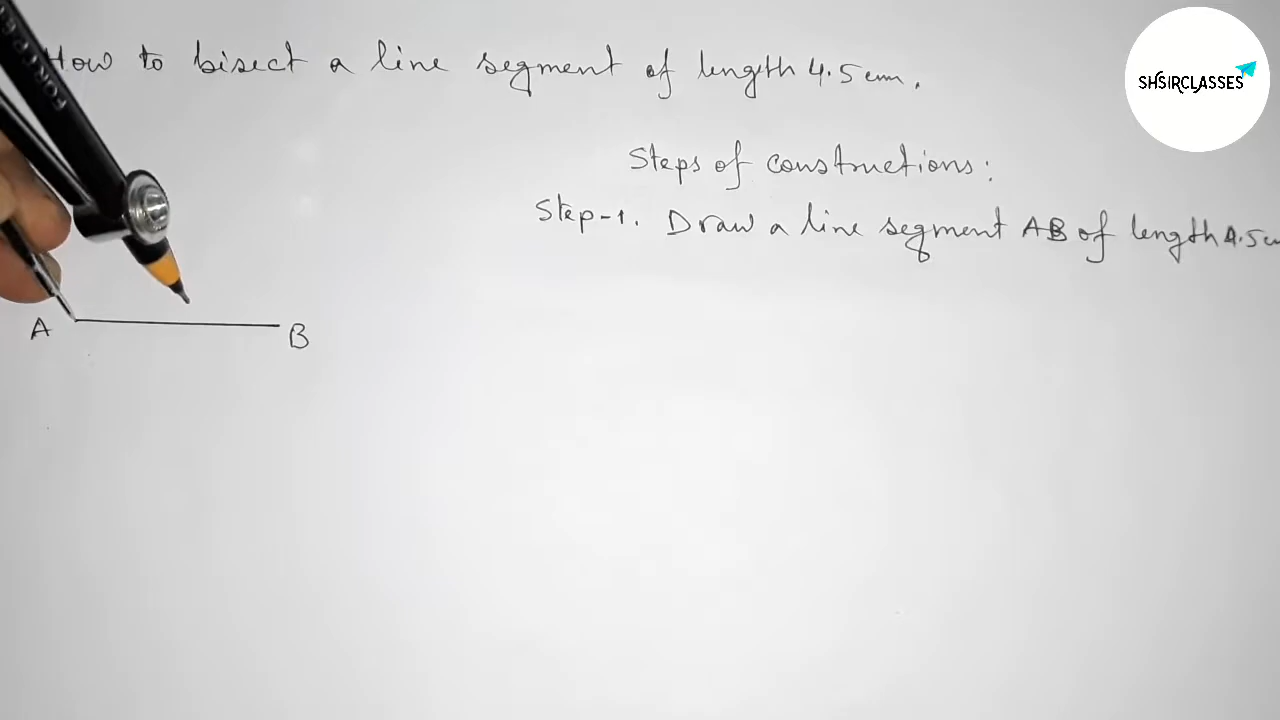 How to bisect a line segment of length 4.5 cm.
SHSIRCLASSES
Steps of constructions:
Step-1. Draw a line segment AB of length 4.5 cm
A
B